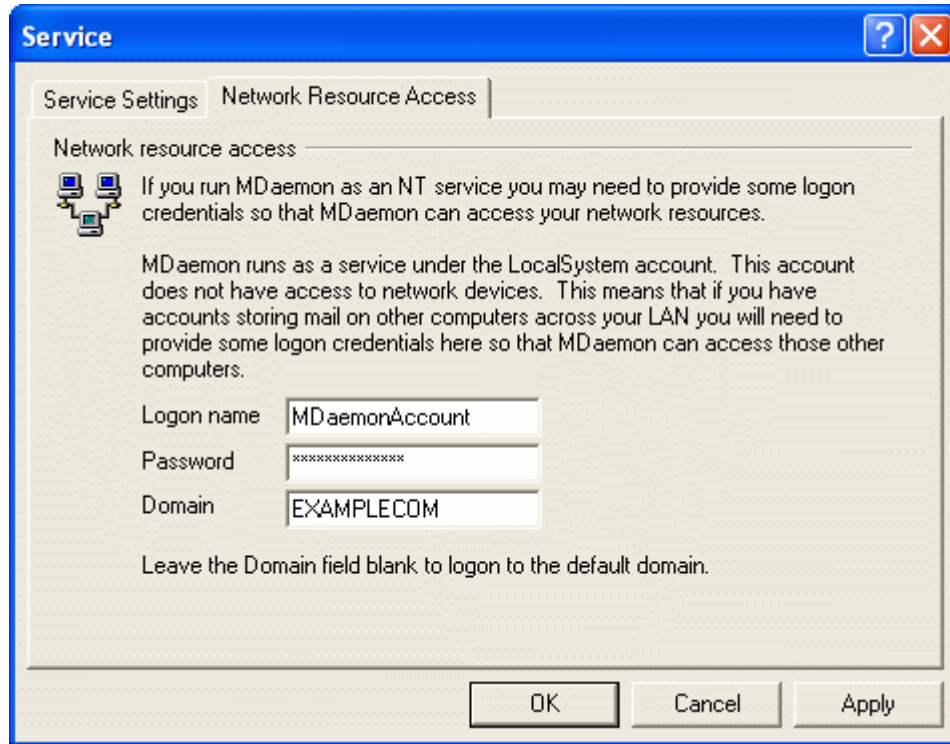 Service
Service Settings
Network Resource Access
Network resource access
If you run MDaemon as an NT service you may need to provide some logon
credentials so that MDaemon can access your network resources.
MDaemon runs as a service under the LocalSystem account.  This account
does not have access to network devices.  This means that if you have
accounts storing mail on other computers across your LAN you will need to
provide some logon credentials here so that MDaemon can access those other
computers.
Logon name MDaemonAccount
Password **************
Domain EXAMPLECOM
Leave the Domain field blank to logon to the default domain.
OK Cancel Apply